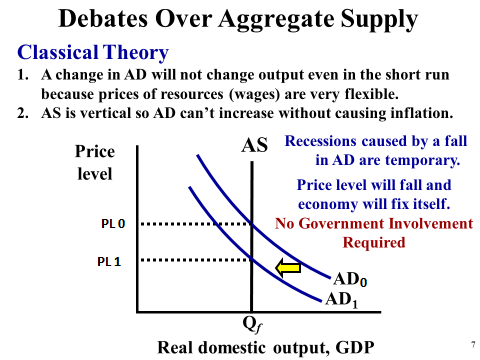 Debates Over Aggregate Supply
Classical Theory
1. A change in AD will not change output even in the short run
because prices of resources (wages) are very flexible.
2. AS is vertical so AD can’t increase without causing inflation.
Price
level
AS
Recessions caused by a fall
in AD are temporary.
Price level will fall and
economy will fix itself.
No Government Involvement
Required
PL 0
PL 1
AD0
AD1
Qf
Real domestic output, GDP
7